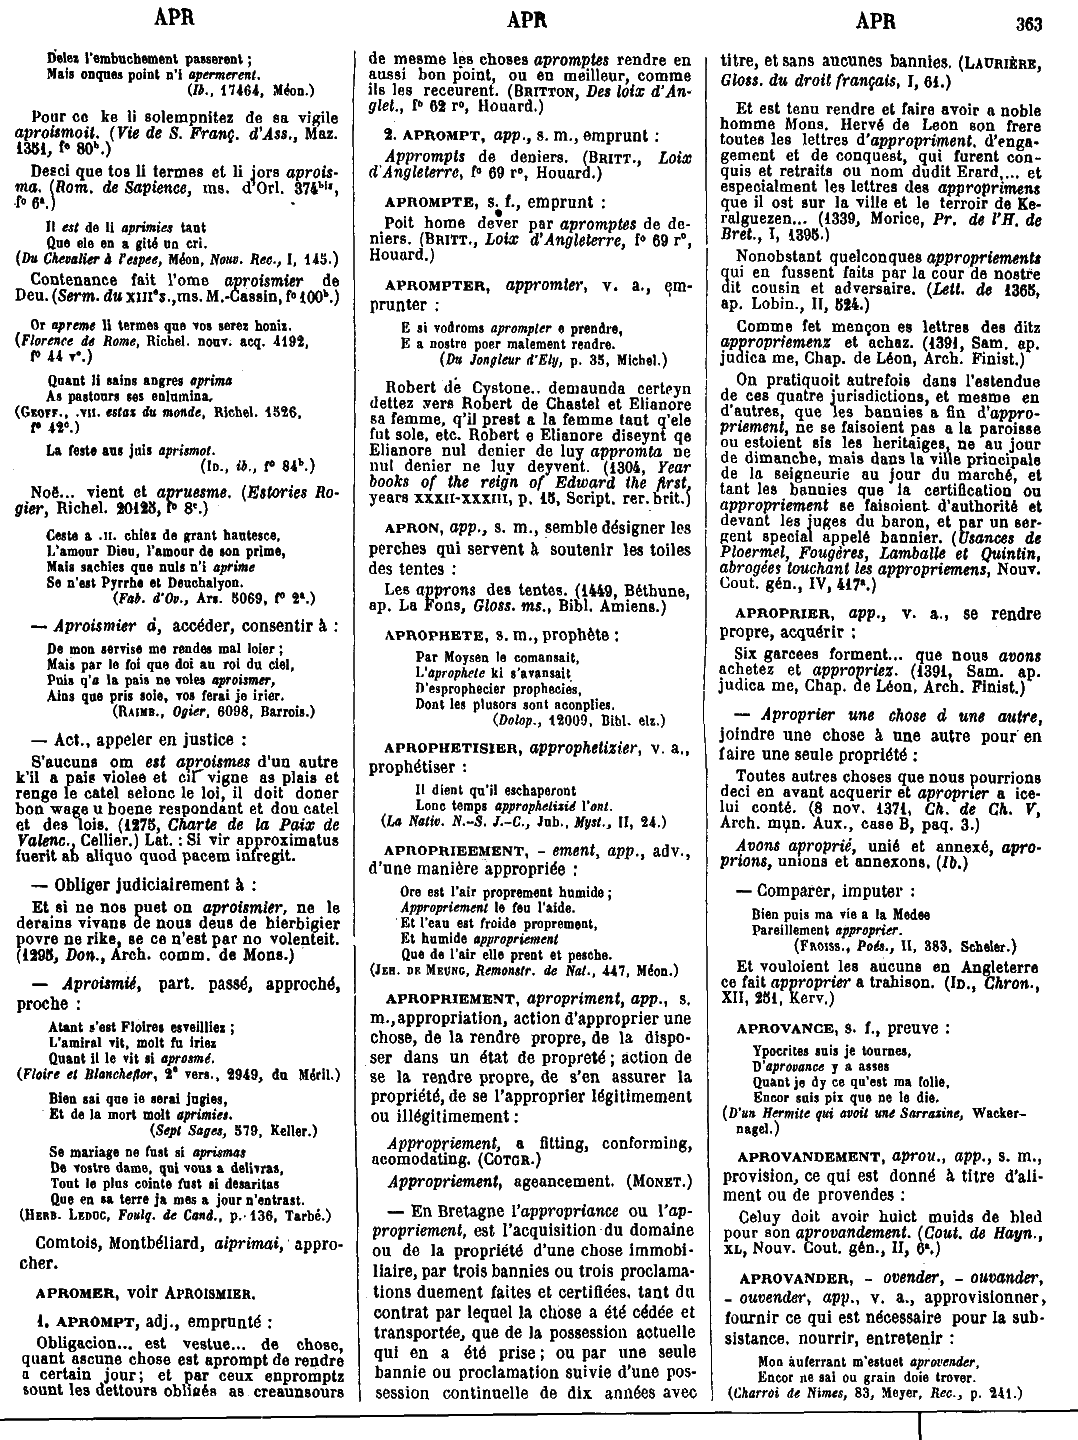 APR
APR
APR
363
Delez l'embuchement passerent ;
Mais onques point n'i apermerent.
(Ib., 17464, Méon.)
Pour ce ke li solempnitez de sa vigile
aproismoit. (Vie de S. Franç. d'Ass., Maz.
1351, f° 80b.)
Desci que tos li termes et li jors aprois-
ma. (Rom. de Sapience, ms. d'Orl. 374bis,
f° 6a.)
Il est de li aprimies tant
Que ele en a gité un cri.
(Du Chevalier à l'espee, Méon, Nouv. Rec., I, 145.)
Contenance fait l'ome aproismier de
Deu. (Serm. du XIIIe s., ms. M.-Cassin, f° 100b.)
Or apreme li termes que vos serez honiz.
(Florence de Rome, Richel. nouv. acq. 4192,
f° 44 v°.)
Quant li sains angres aprima
As pastours ses enlumina.
(GEOFF., .VII. estaz du monde, Richel. 1526,
f° 42c.)
La feste aus juis aprismot.
(ID., ib., f° 84b.)
Noë... vient et apruesme. (Estories Ro-
gier, Richel. 20125, f° 8c.)
Ceste a .II. chiez de grant hautesce,
L'amour Dieu, l'amour de son prime,
Mais sachies que nuls n'i aprime
Se n'est Pyrrhe et Deuchalyon.
(Fab. d'Ov., Ars. 5069, f° 2a.)
— Aproismier à, accéder, consentir à :
De mon servise me rendes mal loier ;
Mais par le foi que doi au roi du ciel,
Puis q'a la pais ne voles aproismer,
Ains que pris soie, vos ferai je irier.
(RAIMB., Ogier, 6098, Barrois.)
— Act., appeler en justice :
S'aucuns om est aproismes d'un autre
k'il a pais violee et cil vigne as plais et
renge le catel selonc le loi, il doit doner
bon wage u boene respondant et dou catel
et des lois. (1275, Charte de la Paix de
Valenc., Cellier.) Lat. : Si vir approximatus
fuerit ab aliquo quod pacem infregit.
— Obliger judiciairement à :
Et si ne nos puet on aproismier, ne le
derains vivans de nous deus de hierbigier
povre ne rike, se ce n'est par no volenteit.
(1295, Don., Arch. comm. de Mons.)
— Aproismié, part. passé, approché,
proche :
Atant s'est Floires esveilliez ;
L'amiral vit, molt fu iriez
Quant il le vit si aprosmé.
(Floire et Blancheflor, 2e vers., 2949, du Méril.)
Bien sai que ie serai jugies,
Et de la mort molt aprimies.
(Sept Sages, 579, Keller.)
Se mariage ne fust si aprismas
De vostre dame, qui vous a delivras,
Tout le plus cointe fust si desaritas
Que en sa terre ja mes a jour n'entrast.
(HERB. LEDUC, Foulq. de Cand., p. 136, Tarbé.)
Comtois, Montbéliard, aiprimai, appro-
cher.
APROMER, voir APROISMIER.
1. APROMPT, adj., emprunté :
Obligacion... est vestue... de chose,
quant ascune chose est aprompt de rendre
a certain jour; et par ceux enpromptz
sount les dettours obligés as creaunsours
de mesme les choses apromptes rendre en
aussi bon point, ou en meilleur, comme
ils les receurent. (BRITTON, Des loix d'An-
glet., f° 62 r°, Houard.)
2. APROMPT, app., s. m., emprunt :
Apprompts de deniers. (BRITT., Loix
d'Angleterre, f° 69 r°, Houard.)
APROMPTE, s. f., emprunt :
Poit home dever par apromptes de de-
niers. (BRITT., Loix d'Angleterre, f° 69 r°,
Houard.)
APROMPTER, appromter, v. a., em-
prunter :
E si vodroms aprompter e prendre,
E a nostre poer malement rendre.
(Du Jongleur d'Ely, p. 35, Michel.)
Robert de Cystone.. demaunda certeyn
dettez vers Robert de Chastel et Elianore
sa femme, q'il prest a la femme taut q'ele
fut sole, etc. Robert e Elianore diseynt qe
Elianore nul denier de luy appromta ne
nul denier ne luy deyvent. (1304, Year
books of the reign of Edward the first,
years XXXII-XXXIII, p. 15, Script. rer. brit.)
APRON, app., s. m., semble désigner les
perches qui servent à soutenir les toiles
des tentes :
Les approns des tentes. (1449, Béthune,
ap. La Fons, Gloss. ms., Bibl. Amiens.)
APROPHETE, s. m., prophète :
Par Moysen le comansait,
L'aprophete ki s'avansait
D'esprophecier prophecies,
Dont les plusors sont aconplies.
(Dolop., 12009, Bibl. elz.)
APROPHETISIER, approphetizier, v. a.,
prophétiser :
Il dient qu'il eschaperont
Lonc temps approphetizié l'ont.
(La Nativ. N.-S. J.-C., Jub., Myst., II, 24.)
APROPRIEEMENT, - ement, app., adv.,
d'une manière appropriée :
Ore est l'air proprement humide ;
Appropriement le feu l'aide.
Et l'eau est froide proprement,
Et humide appropriement
Que de l'air elle prent et pesche.
(JEH. DE MEUNG, Remonstr. de Nat., 447, Méon.)
APROPRIEMENT, apropriment, app., s.
m., appropriation, action d'approprier une
chose, de la rendre propre, de la dispo-
ser dans un état de propreté ; action de
se la rendre propre, de s'en assurer la
propriété, de se l'approprier légitimement
ou illégitimement :
Appropriement, a fitting, conforming,
acomodating. (COTGR.)
Appropriement, ageancement. (MONET.)
— En Bretagne l'appropriance ou l'ap-
propriement, est l'acquisition du domaine
ou de la propriété d'une chose immobi-
liaire, par trois bannies ou trois proclama-
tions duement faites et certifiées, tant du
contrat par lequel la chose a été cédée et
transportée, que de la possession actuelle
qui en a été prise ; ou par une seule
bannie ou proclamation suivie d'une pos-
session continuelle de dix années avec
titre, et sans aucunes bannies. (LAURIÈRE,
Gloss. du droit français, I, 61.)
Et est tenu rendre et faire avoir a noble
homme Mons. Hervé de Leon son frere
toutes les lettres d'appropriment, d'enga-
gement et de conquest, qui furent con-
quis et retraits ou nom dudit Erard,... et
especialment les lettres des approprimens
que il ost sur la ville et le terroir de Ke-
ralguezen... (1339, Morice, Pr. de l'H. de
Bret., I, 1395.)
Nonobstant quelconques appropriements
qui en fussent faits par la cour de nostre
dit cousin et adversaire. (Lett. de 1365,
ap. Lobin., II, 524.)
Comme fet mençon es lettres des ditz
appropriemenz et achaz. (1391, Sam. ap.
judica me, Chap. de Léon, Arch. Finist.)
On pratiquoit autrefois dans l'estendue
de ces quatre jurisdictions, et mesme en
d'autres, que les bannies a fin d'appro-
priement, ne se faisoient pas a la paroisse
ou estoient sis les heritaiges, ne au jour
de dimanche, mais dans la ville principale
de la seigneurie au jour du marché, et
tant les bannies que la certification ou
appropriement se faisoient d'authorité et
devant les juges du baron, et par un ser-
gent special appelé bannier. (Usances de
Ploermel, Fougères, Lamballe et Quintin,
abrogées touchant les appropriemens, Nouv.
Cout. gén., IV, 417a.)
APROPRIER, app., v. a., se rendre
propre, acquérir :
Six garcees forment... que nous avons
achetez et appropriez. (1391, Sam. ap.
judica me, Chap. de Léon, Arch. Finist.)
— Aproprier une chose à une autre,
joindre une chose à une autre pour en
faire une seule propriété :
Toutes autres choses que nous pourrions
deci en avant acquerir et aproprier a ice-
lui conté. (8 nov. 1371, Ch. de Ch. V,
Arch. mun. Aux., case B, paq. 3.)
Avons aproprié, unié et annexé, apro-
prions, unions et annexons. (Ib.)
— Comparer, imputer :
Bien puis ma vie a la Medee
Pareillement approprier.
(FROISS., Poés., II, 383, Scheler.)
Et vouloient les aucuns en Angleterre
ce fait approprier a trahison. (ID., Chron.,
XII, 251, Kerv.)
APROVANCE, s. f., preuve :
Ypocrites suis je tournes,
D'aprovance y a asses
Quant je dy ce qu'est ma folie,
Encor suis pix que ne le die.
(D'un Hermite qui avoit une Sarrazine, Wacker-
nagel.)
APROVANDEMENT, aprou., app., s. m.,
provision, ce qui est donné à titre d'ali-
ment ou de provendes :
Celuy doit avoir huict muids de bled
pour son aprovandement. (Cout. de Hayn.,
XL, Nouv. Cout. gén., II, 6a.)
APROVANDER, - ovender, - ouvander,
- ouvender, app., v. a., approvisionner,
fournir ce qui est nécessaire pour la sub-
sistance, nourrir, entretenir :
Mon auferrant m'estuet aprovender,
Encor ne sai ou grain doie trover.
(Charroi de Nimes, 83, Meyer, Rec., p. 241.)